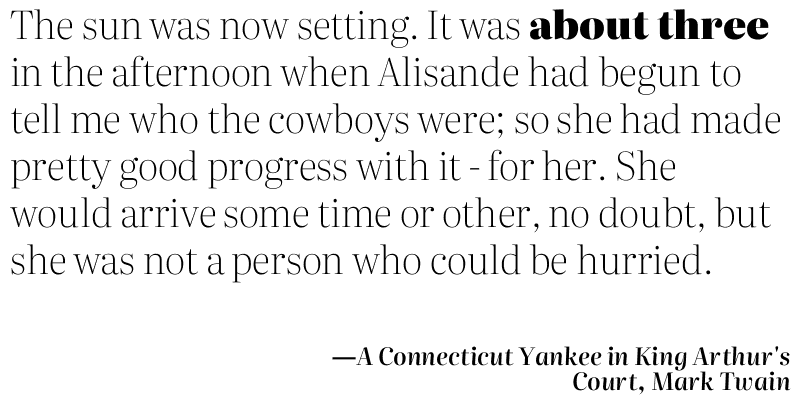 The sun was now setting. It was about three
in the afternoon when Alisande had begun to
tell me who the cowboys were; so she had made
pretty good progress with it - for her. She
would arrive some time or other, no doubt, but
she was not a person who could be hurried.
—A Connecticut Yankee in King Arthur's
Court, Mark Twain